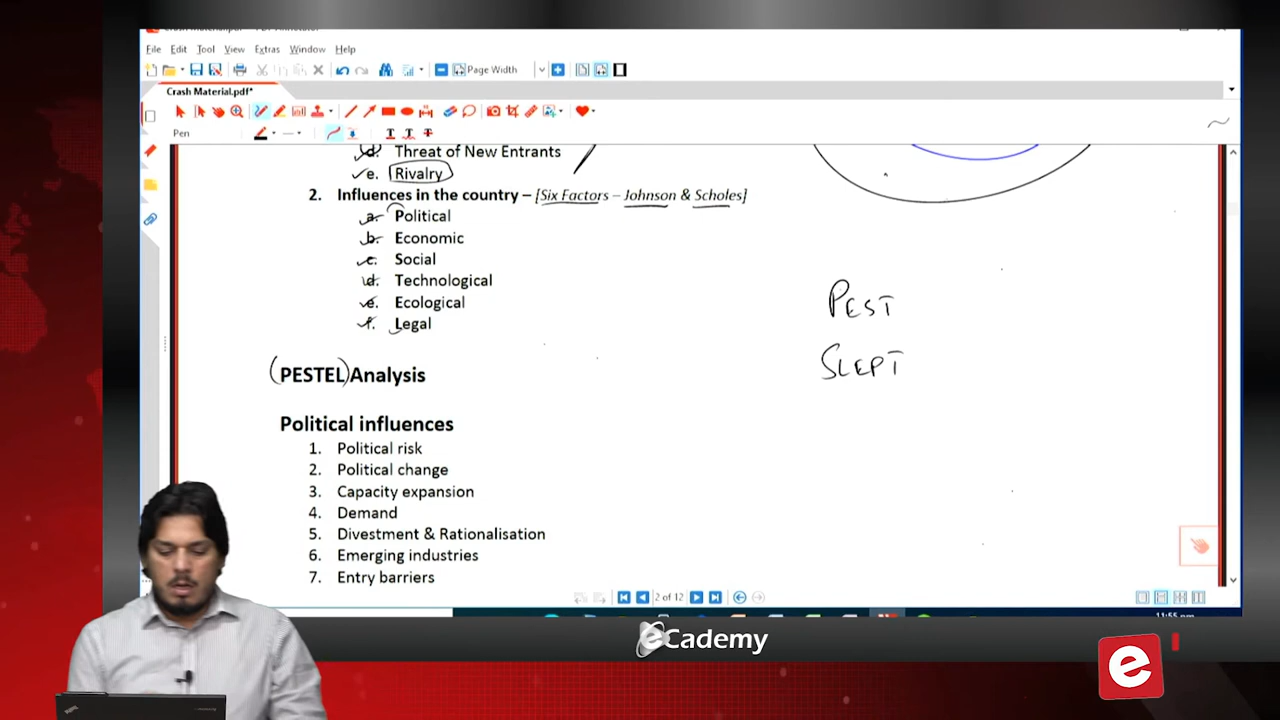 File Edit Tool View Extras Window Help
Page Width
Crash Material.pdf*
Pen
d. Threat of New Entrants
e. Rivalry
2. Influences in the country – [Six Factors – Johnson & Scholes]
a. Political
b. Economic
c. Social
d. Technological
e. Ecological
f. Legal
PEST
SLEPT
(PESTEL) Analysis
Political influences
1. Political risk
2. Political change
3. Capacity expansion
4. Demand
5. Divestment & Rationalisation
6. Emerging industries
7. Entry barriers
2 of 12
11:55 pm
eCademy
e